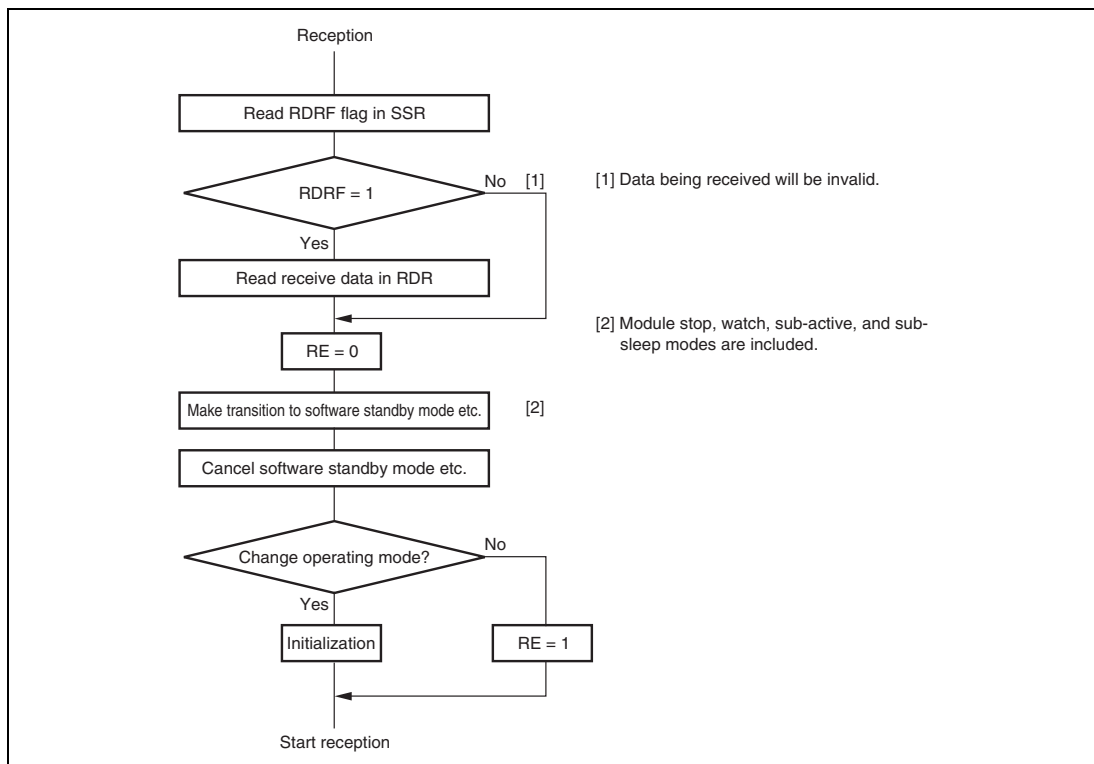 Reception
Read RDRF flag in SSR
No [1]
[1] Data being received will be invalid.
RDRF = 1
Yes
Read receive data in RDR
[2] Module stop, watch, sub-active, and sub-
sleep modes are included.
RE = 0
Make transition to software standby mode etc.
[2]
Cancel software standby mode etc.
No
Change operating mode?
Yes
Initialization
RE = 1
Start reception